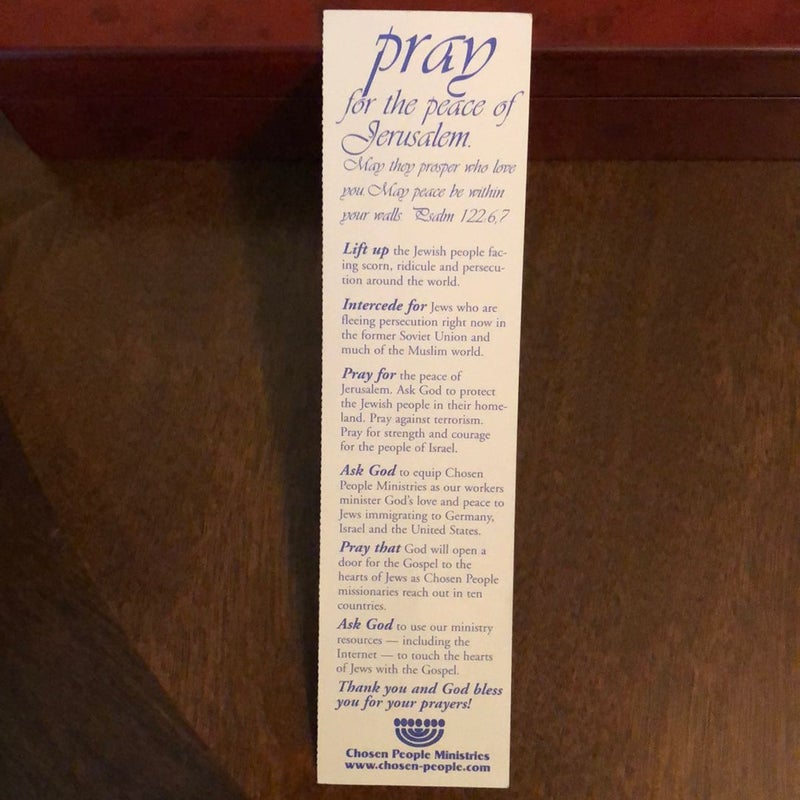 pray
for the peace of
Jerusalem.
May they prosper who love
you May peace be within
your walls. Psalm 122:6,7
Lift up the Jewish people fac-
ing scorn, ridicule and persecu-
tion around the world.
Intercede for Jews who are
fleeing persecution right now in
the former Soviet Union and
much of the Muslim world.
Pray for the peace of
Jerusalem. Ask God to protect
the Jewish people in their home-
land. Pray against terrorism.
Pray for strength and courage
for the people of Israel.
Ask God to equip Chosen
People Ministries as our workers
minister God's love and peace to
Jews immigrating to Germany,
Israel and the United States.
Pray that God will open a
door for the Gospel to the
hearts of Jews as Chosen People
missionaries reach out in ten
countries.
Ask God to use our ministry
resources — including the
Internet — to touch the hearts
of Jews with the Gospel.
Thank you and God bless
you for your prayers!
Chosen People Ministries
www.chosen-people.com